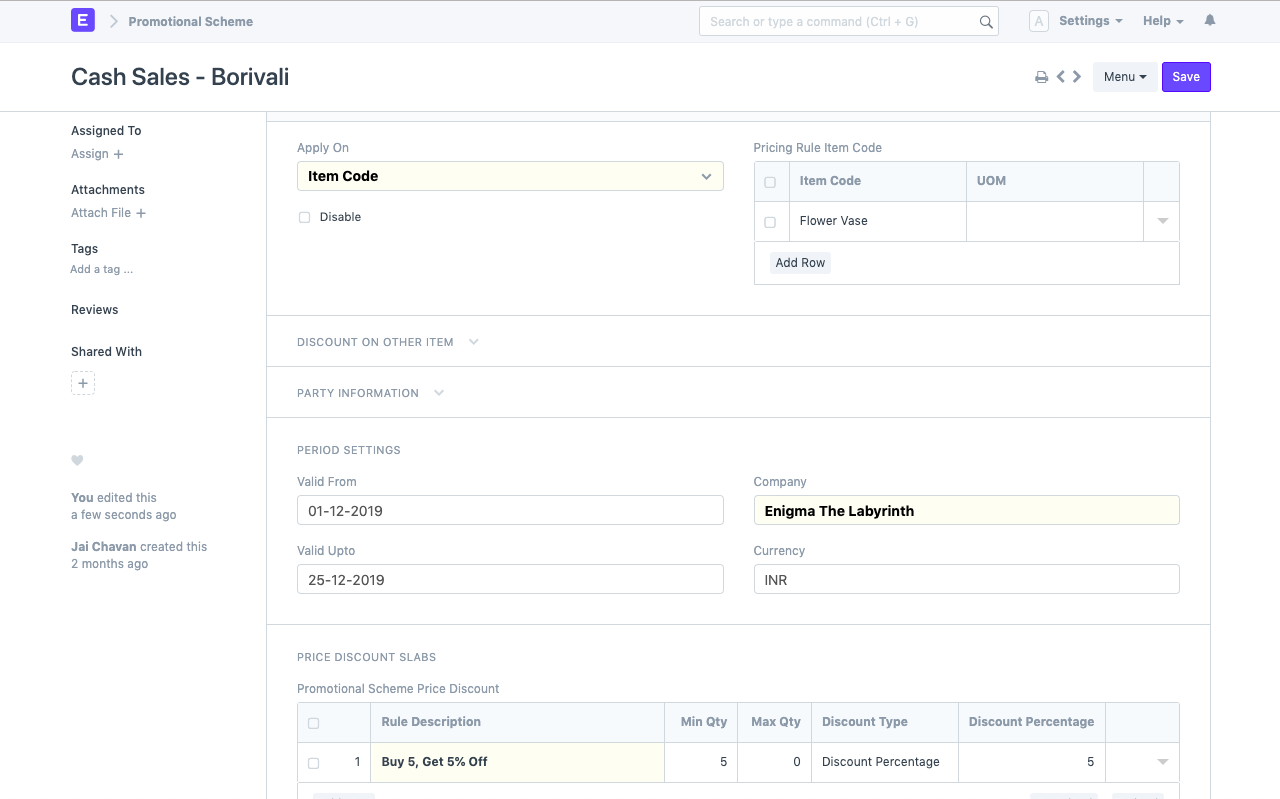 E
Promotional Scheme
Search or type a command (Ctrl + G)
A
Settings
Help
Cash Sales - Borivali
Menu
Save
Assigned To
Assign +
Attachments
Attach File +
Tags
Add a tag ...
Reviews
Shared With
+
You edited this
a few seconds ago
Jai Chavan created this
2 months ago
Apply On
Item Code
Disable
Pricing Rule Item Code
Item Code UOM
Flower Vase
Add Row
DISCOUNT ON OTHER ITEM
PARTY INFORMATION
PERIOD SETTINGS
Valid From
01-12-2019
Company
Enigma The Labyrinth
Valid Upto
25-12-2019
Currency
INR
PRICE DISCOUNT SLABS
Promotional Scheme Price Discount
Rule Description Min Qty Max Qty Discount Type Discount Percentage
1 Buy 5, Get 5% Off 5 0 Discount Percentage 5